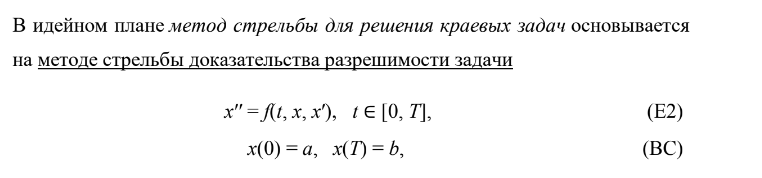 В идейном плане метод стрельбы для решения краевых задач основывается
на методе стрельбы доказательства разрешимости задачи
x″ = f(t, x, x′), t ∈ [0, T], (E2)
x(0) = a, x(T) = b, (BC)